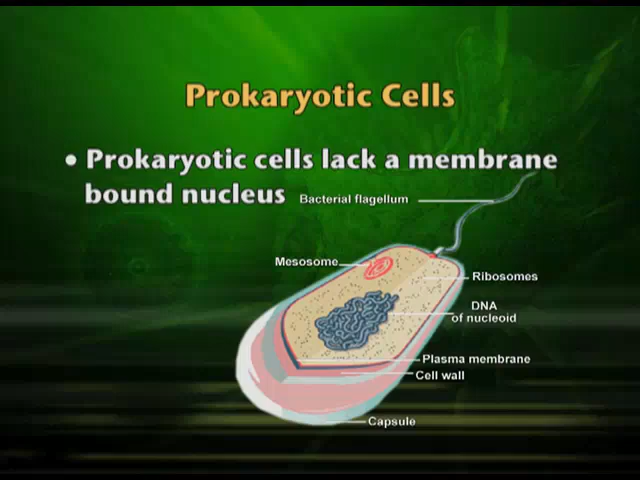 Prokaryotic Cells
• Prokaryotic cells lack a membrane
bound nucleus
Bacterial flagellum
Mesosome
Ribosomes
DNA
of nucleoid
Plasma membrane
Cell wall
Capsule